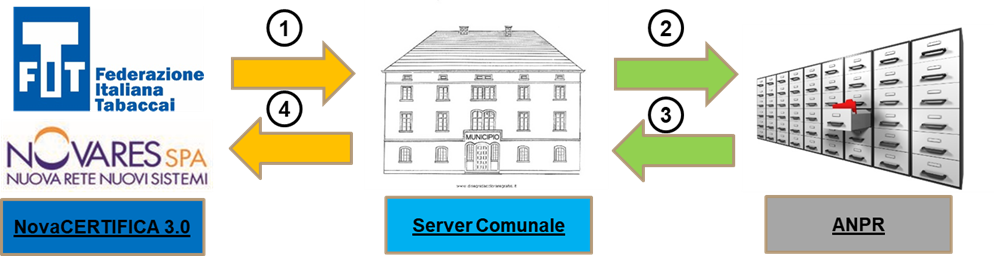 FIT
Federazione
Italiana
Tabaccai
NOVARES SPA
NUOVA RETE NUOVI SISTEMI
NovaCERTIFICA 3.0
1
4
MUNICIPIO
Server Comunale
2
3
ANPR